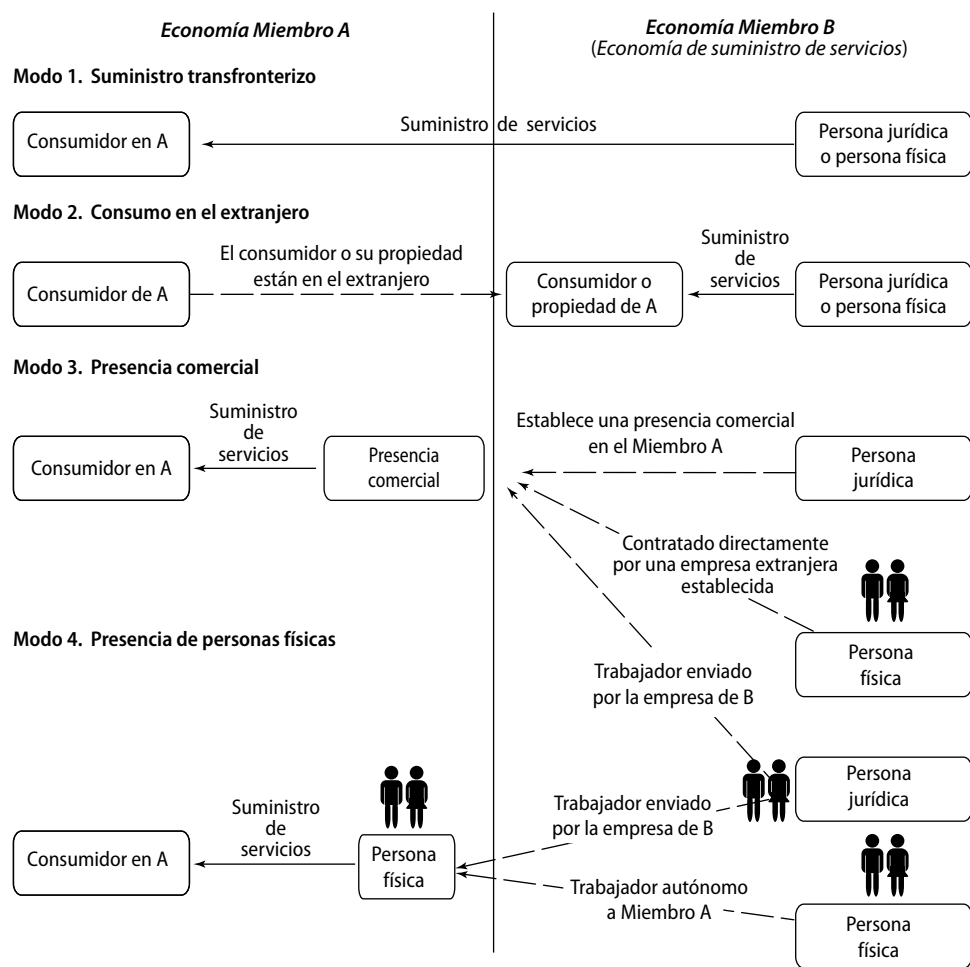 Economía Miembro A
Economía Miembro B
(Economía de suministro de servicios)
Modo 1. Suministro transfronterizo
Consumidor en A
Suministro de servicios
Persona jurídica
o persona física
Modo 2. Consumo en el extranjero
Consumidor de A
El consumidor o su propiedad
están en el extranjero
Consumidor o
propiedad de A
Suministro
de
servicios
Persona jurídica
o persona física
Modo 3. Presencia comercial
Consumidor en A
Suministro
de
servicios
Presencia
comercial
Establece una presencia comercial
en el Miembro A
Persona
jurídica
Contratado directamente
por una empresa extranjera
establecida
Persona
física
Modo 4. Presencia de personas físicas
Trabajador enviado
por la empresa de B
Persona
jurídica
Consumidor en A
Suministro
de
servicios
Persona
física
Trabajador enviado
por la empresa de B
Trabajador autónomo
a Miembro A
Persona
física